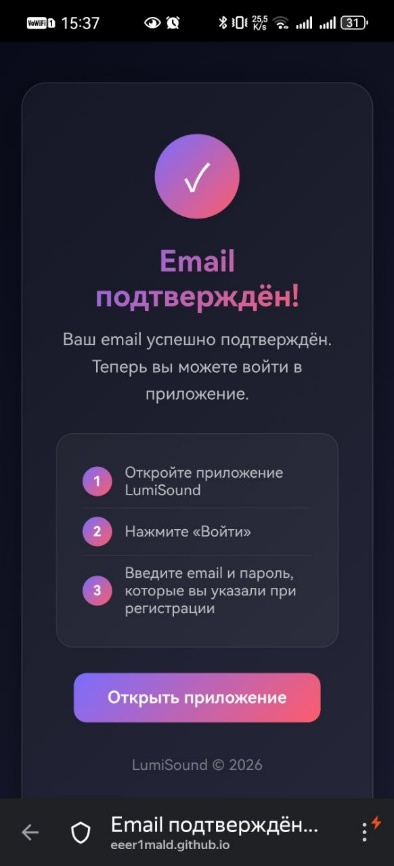 VoWiFi 1 15:37 25,5 K/s 31
✓
Email
подтверждён!
Ваш email успешно подтверждён.
Теперь вы можете войти в
приложение.
1 Откройте приложение
LumiSound
2 Нажмите «Войти»
3 Введите email и пароль,
которые вы указали при
регистрации
Открыть приложение
LumiSound © 2026
Email подтверждён...
eeer1mald.github.io